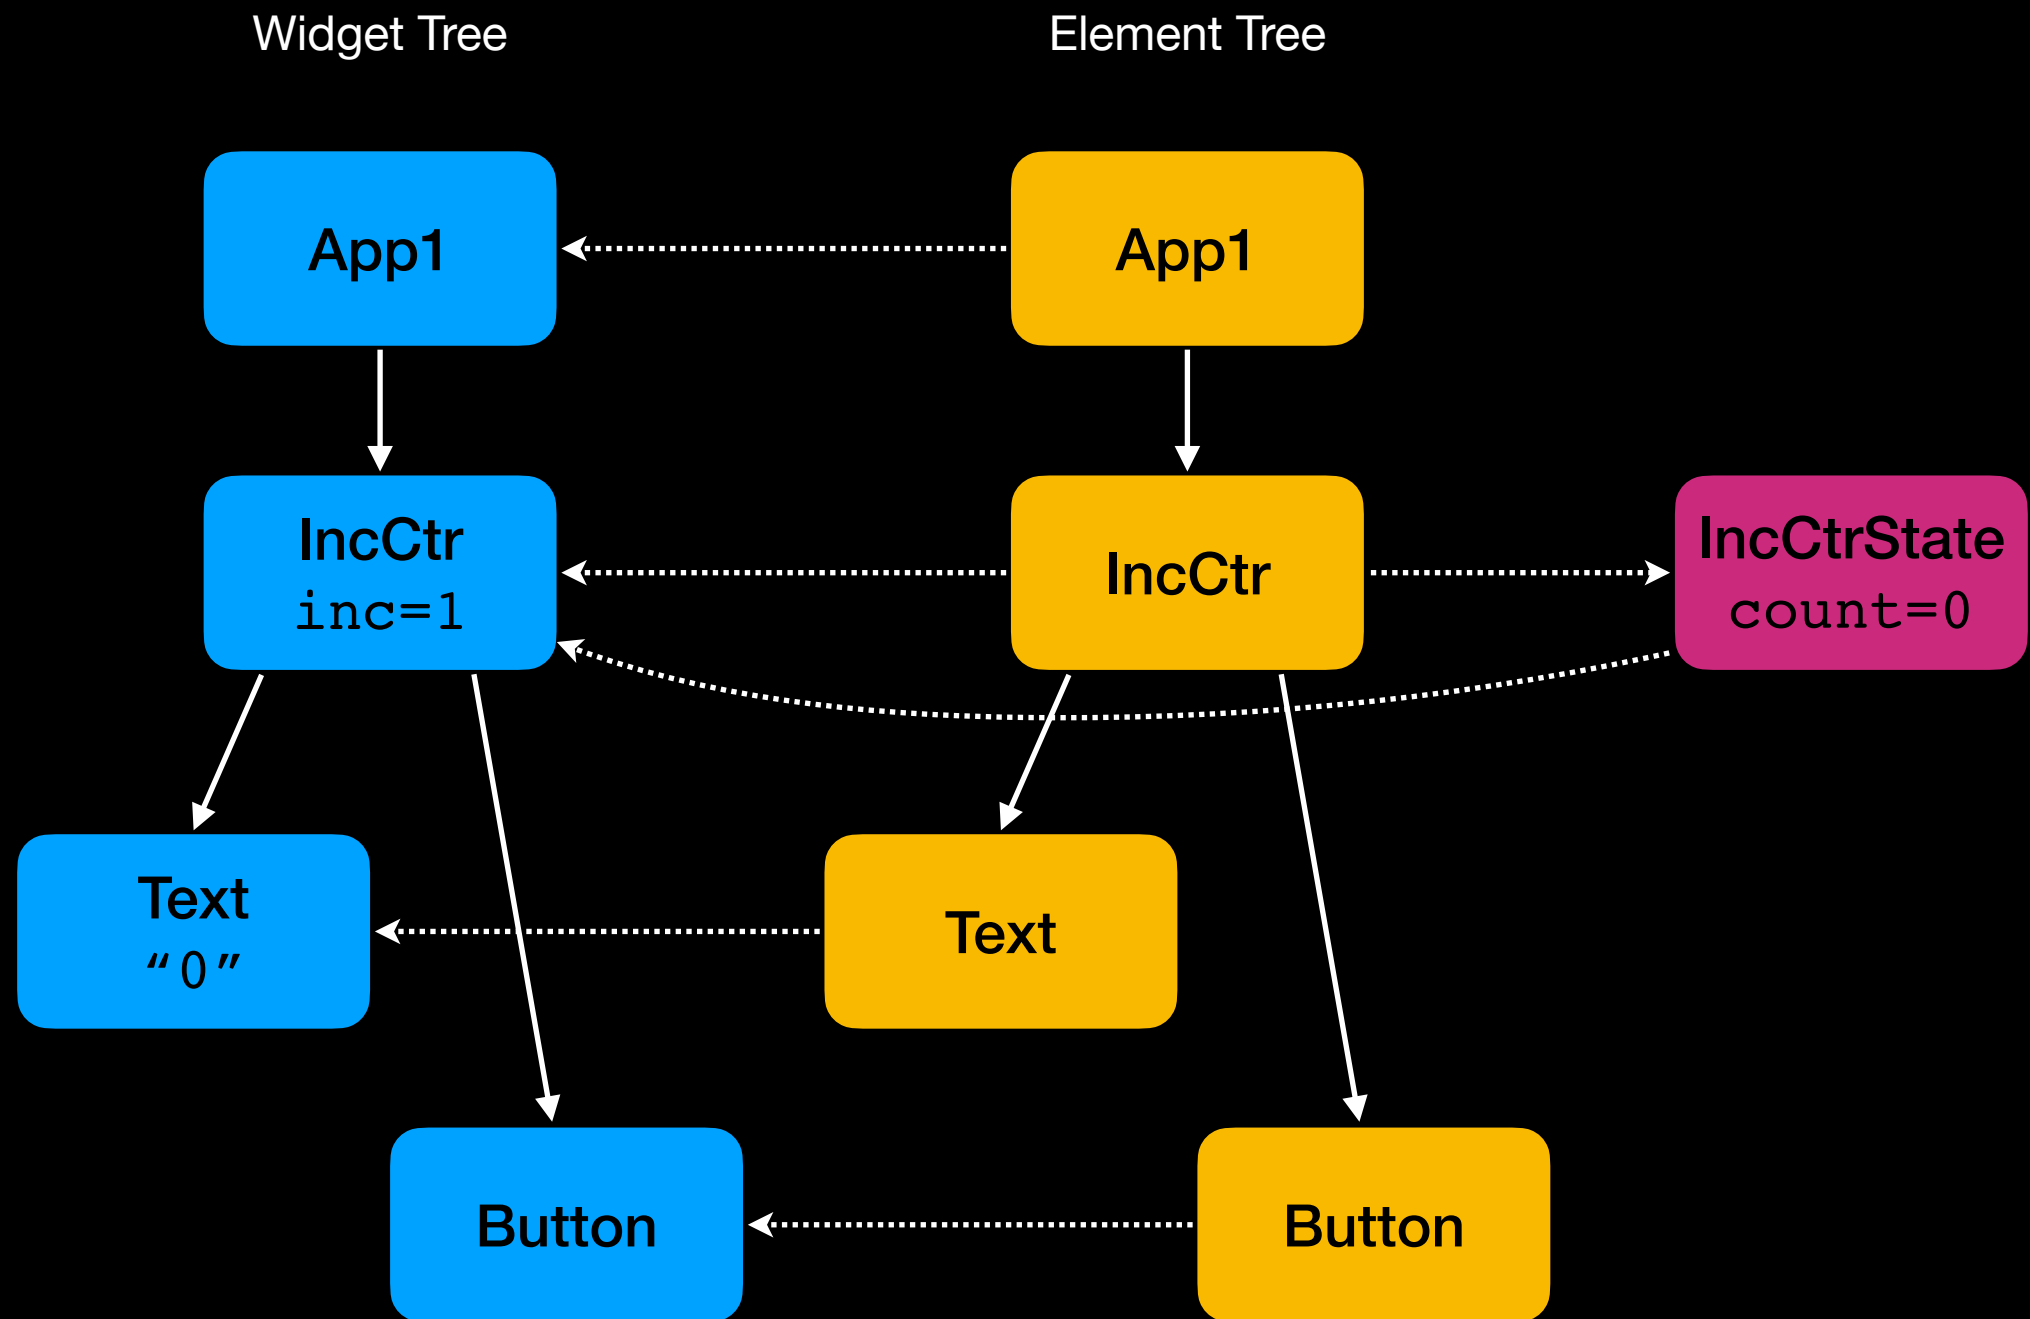 Widget Tree
Element Tree
App1
App1
IncCtr
inc=1
IncCtr
IncCtrState
count=0
Text
“0”
Text
Button
Button